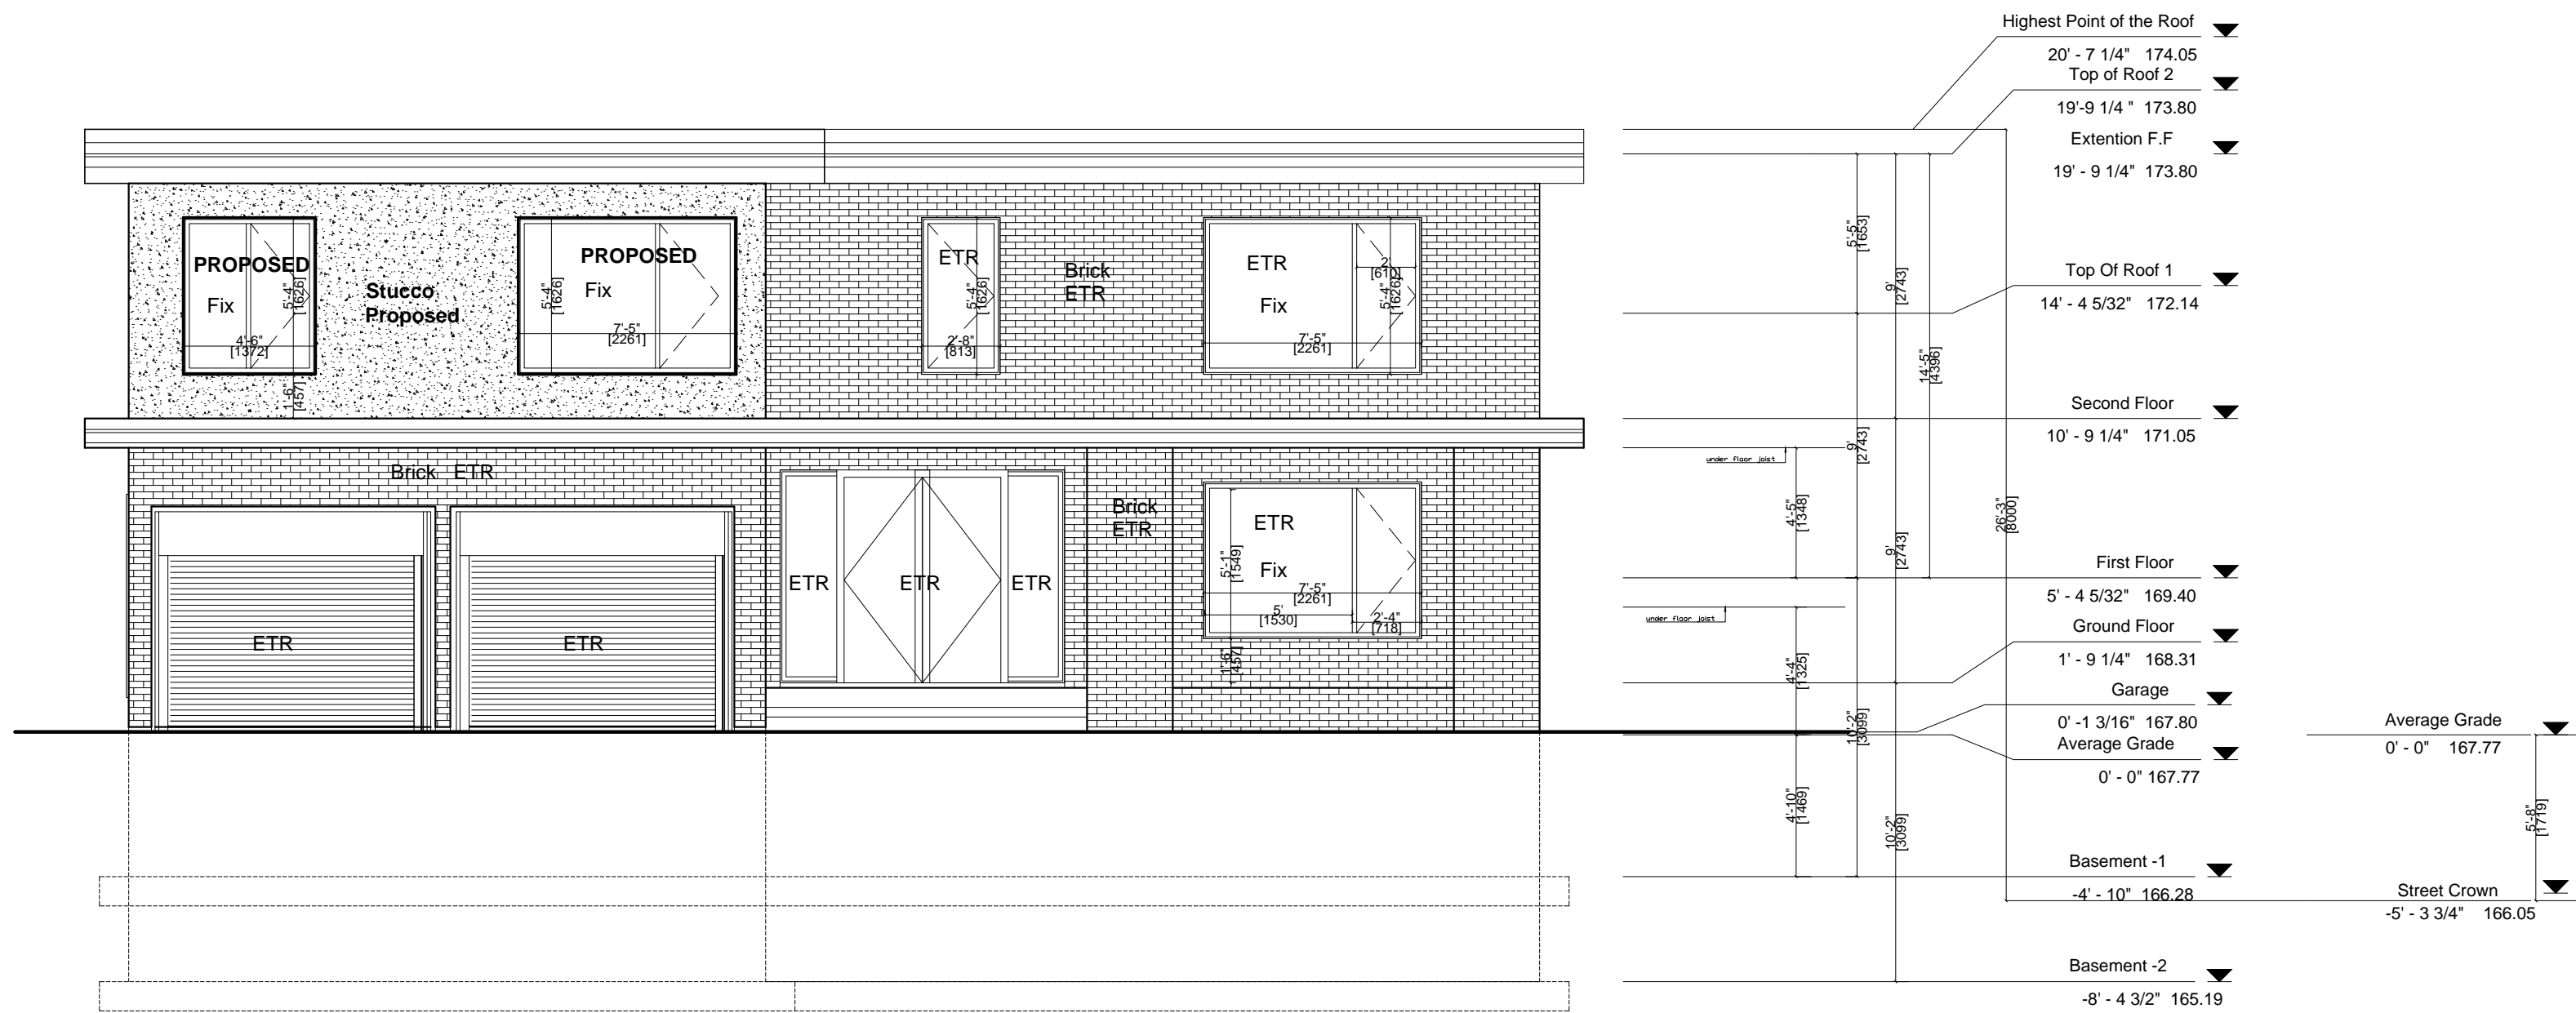 Highest Point of the Roof
20' - 7 1/4" 174.05
Top of Roof 2
19'-9 1/4 " 173.80
Extention F.F
19' - 9 1/4" 173.80
Top Of Roof 1
14' - 4 5/32" 172.14
Second Floor
10' - 9 1/4" 171.05
First Floor
5' - 4 5/32" 169.40
Ground Floor
1' - 9 1/4" 168.31
Garage
0' -1 3/16" 167.80
Average Grade
0' - 0" 167.77
Basement -1
-4' - 10" 166.28
Basement -2
-8' - 4 3/2" 165.19
Average Grade
0' - 0" 167.77
5'-8"
[1719]
Street Crown
-5' - 3 3/4" 166.05
PROPOSED
Fix
5'-4"
[1626]
4'-6"
[1372]
1'-6"
[457]
Stucco
Proposed
PROPOSED
Fix
5'-4"
[1626]
7'-5"
[2261]
ETR
5'-4"
[1626]
2'-8"
[813]
Brick
ETR
ETR
Fix
2'
[610]
5'-4"
[1626]
7'-5"
[2261]
Brick ETR
ETR
ETR
ETR
ETR
ETR
Brick
ETR
ETR
Fix
5'-1"
[1549]
7'-5"
[2261]
5'
[1530]
2'-4"
[718]
1'-6"
[457]
under floor joist
under floor joist
5'-5"
[1653]
9'
[2743]
14'-5"
[4396]
9'
[2743]
4'-5"
[1348]
9'
[2743]
26'-3"
[8000]
4'-4"
[1325]
10'-2"
[3099]
4'-10"
[1469]
10'-2"
[3099]